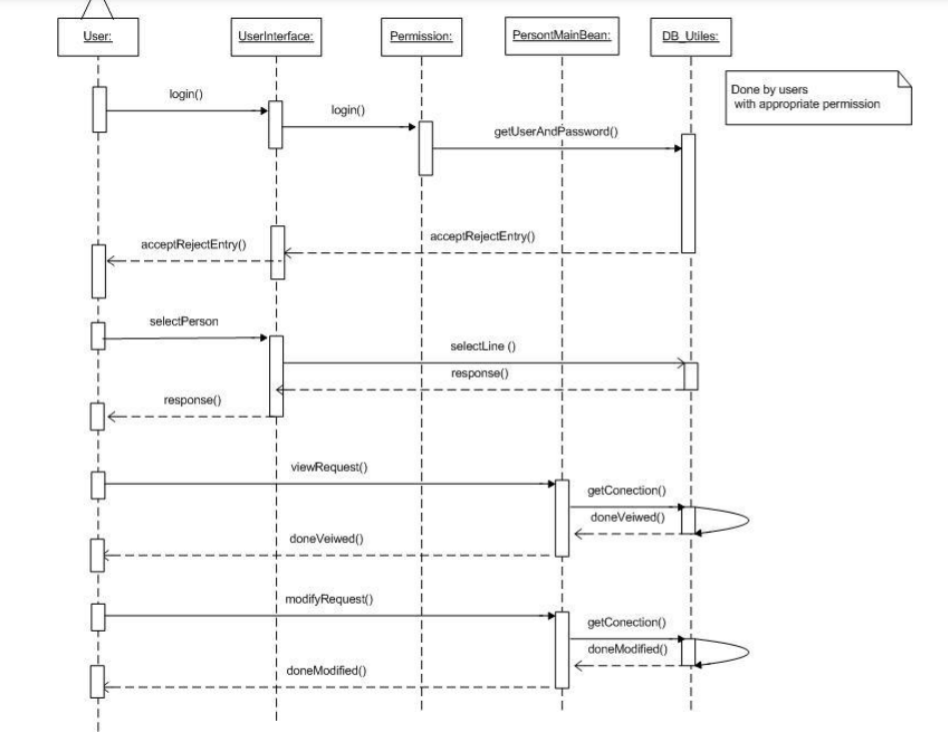 User:
UserInterface:
Permission:
PersontMainBean:
DB_Utiles:
Done by users
with appropriate permission
login()
login()
getUserAndPassword()
acceptRejectEntry()
acceptRejectEntry()
selectPerson
selectLine ()
response()
response()
viewRequest()
getConection()
doneVeiwed()
doneVeiwed()
modifyRequest()
getConection()
doneModified()
doneModified()